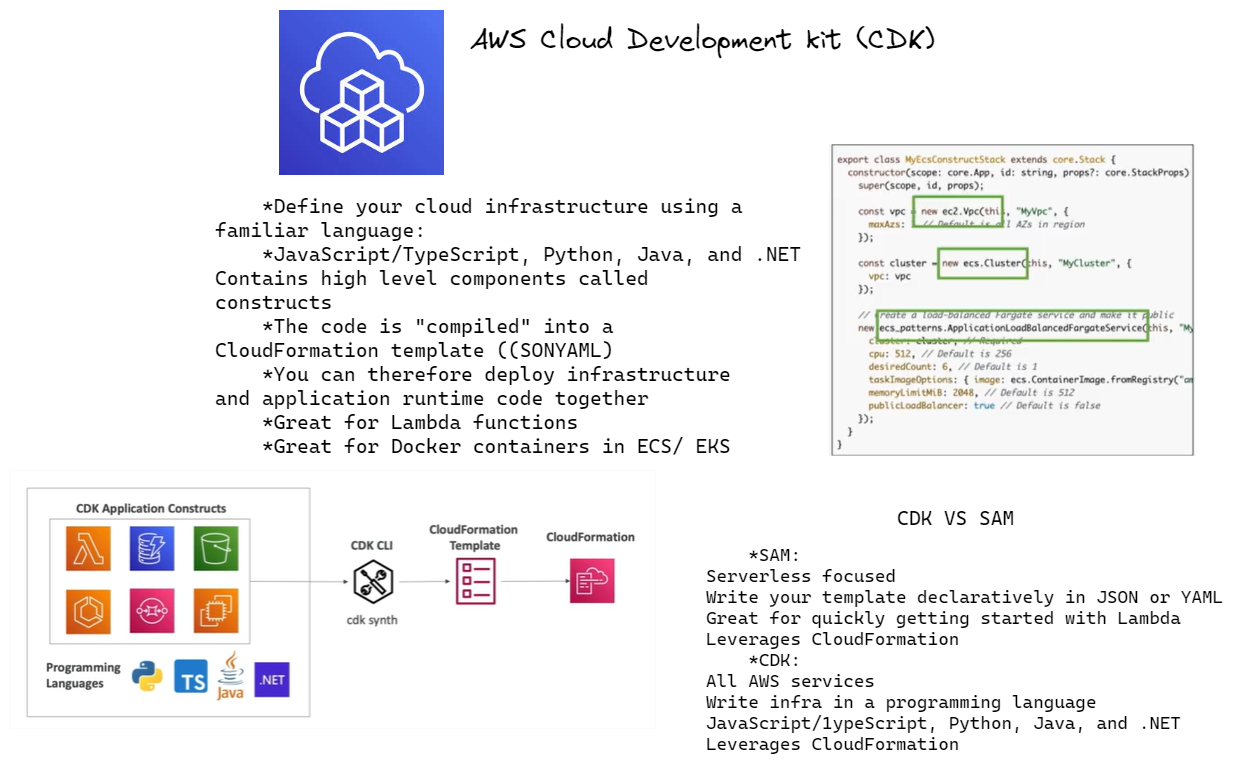 AWS Cloud Development kit (CDK)
*Define your cloud infrastructure using a
familiar language:
*JavaScript/TypeScript, Python, Java, and .NET
Contains high level components called
constructs
*The code is "compiled" into a
CloudFormation template ((SONYAML)
*You can therefore deploy infrastructure
and application runtime code together
*Great for Lambda functions
*Great for Docker containers in ECS/ EKS
export class MyEcsConstructStack extends core.Stack {
constructor(scope: core.App, id: string, props?: core.StackProps)
super(scope, id, props);
const vpc = new ec2.Vpc(this, "MyVpc", {
maxAzs: // Default is all AZs in region
});
const cluster = new ecs.Cluster(this, "MyCluster", {
vpc: vpc
});
// Create a load-balanced Fargate service and make it public
new ecs_patterns.ApplicationLoadBalancedFargateService(this, "My
cluster: cluster, // Required
cpu: 512, // Default is 256
desiredCount: 6, // Default is 1
taskImageOptions: { image: ecs.ContainerImage.fromRegistry("am
memoryLimitMiB: 2048, // Default is 512
publicLoadBalancer: true // Default is false
});
}
}
CDK Application Constructs
CDK CLI
cdk synth
CloudFormation
Template
CloudFormation
Programming
Languages
TS
Java
.NET
CDK VS SAM
*SAM:
Serverless focused
Write your template declaratively in JSON or YAML
Great for quickly getting started with Lambda
Leverages CloudFormation
*CDK:
All AWS services
Write infra in a programming language
JavaScript/1ypeScript, Python, Java, and .NET
Leverages CloudFormation